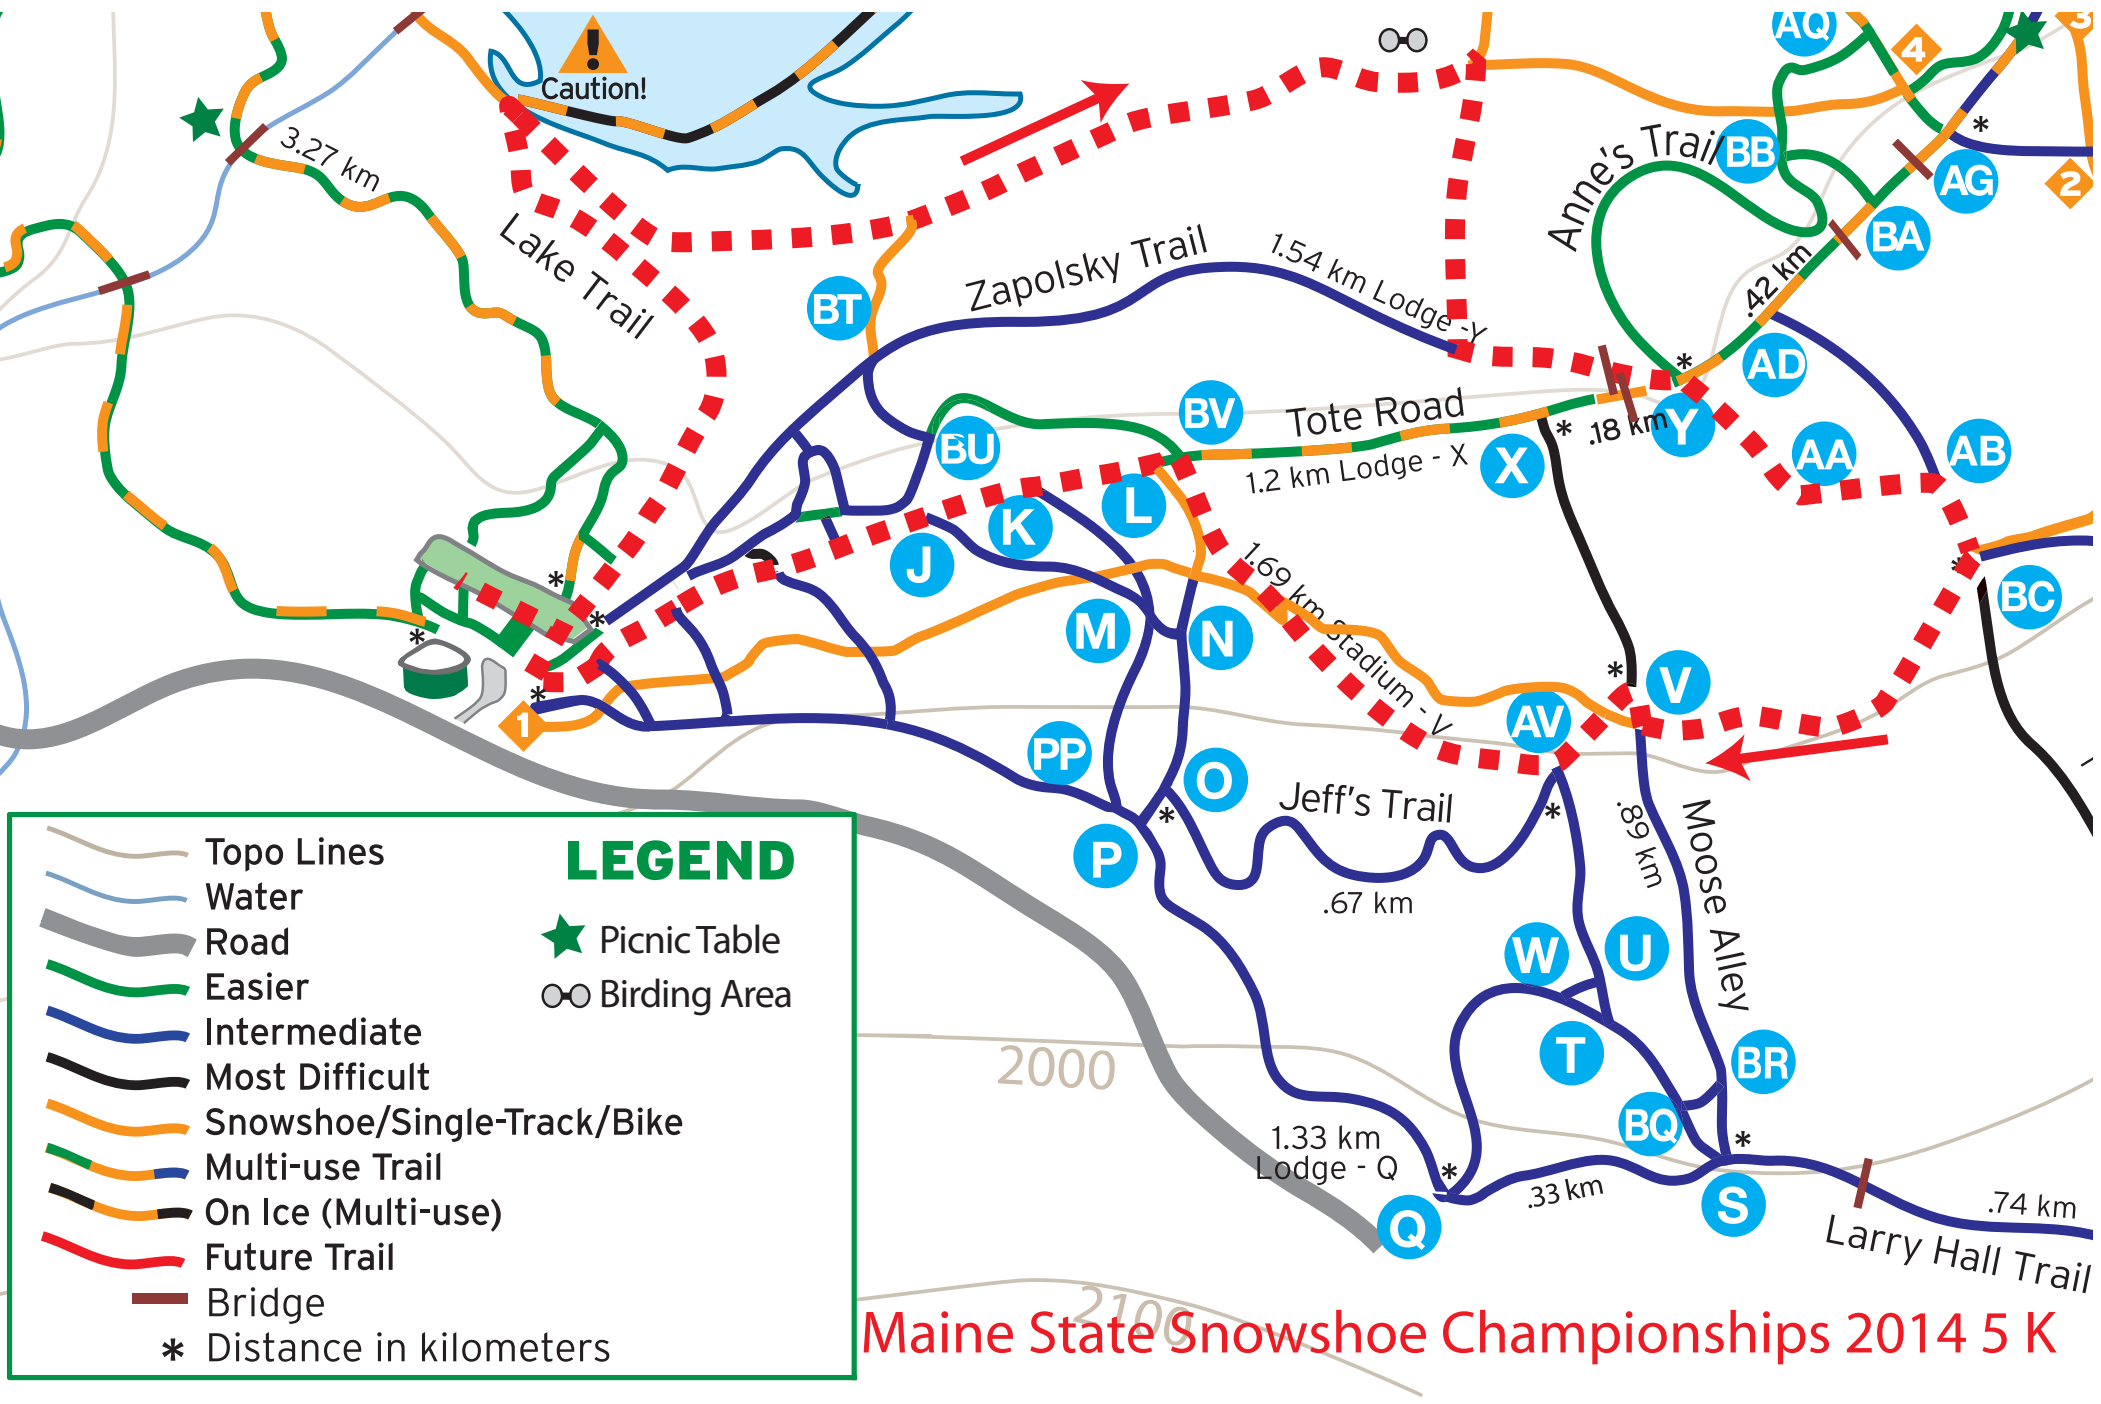 AQ
4
3
Caution!
3.27 km
Anne's Trail
BB
AG
2
Lake Trail
BT
Zapolsky Trail
1.54 km Lodge -Y
BA
.42 km
AD
BV
Tote Road
.18 km
Y
BU
1.2 km Lodge - X
X
AA
AB
K
L
J
1.69 km Stadium - V
BC
M
N
V
1
AV
PP
O
Jeff's Trail
.89 km
Moose Alley
P
.67 km
LEGEND
Topo Lines
Water
Road
Easier
Intermediate
Most Difficult
Snowshoe/Single-Track/Bike
Multi-use Trail
On Ice (Multi-use)
Future Trail
Bridge
* Distance in kilometers
Picnic Table
Birding Area
W
U
T
BR
2000
BQ
1.33 km
Lodge - Q
.33 km
Q
S
.74 km
Larry Hall Trail
2100
Maine State Snowshoe Championships 2014 5 K